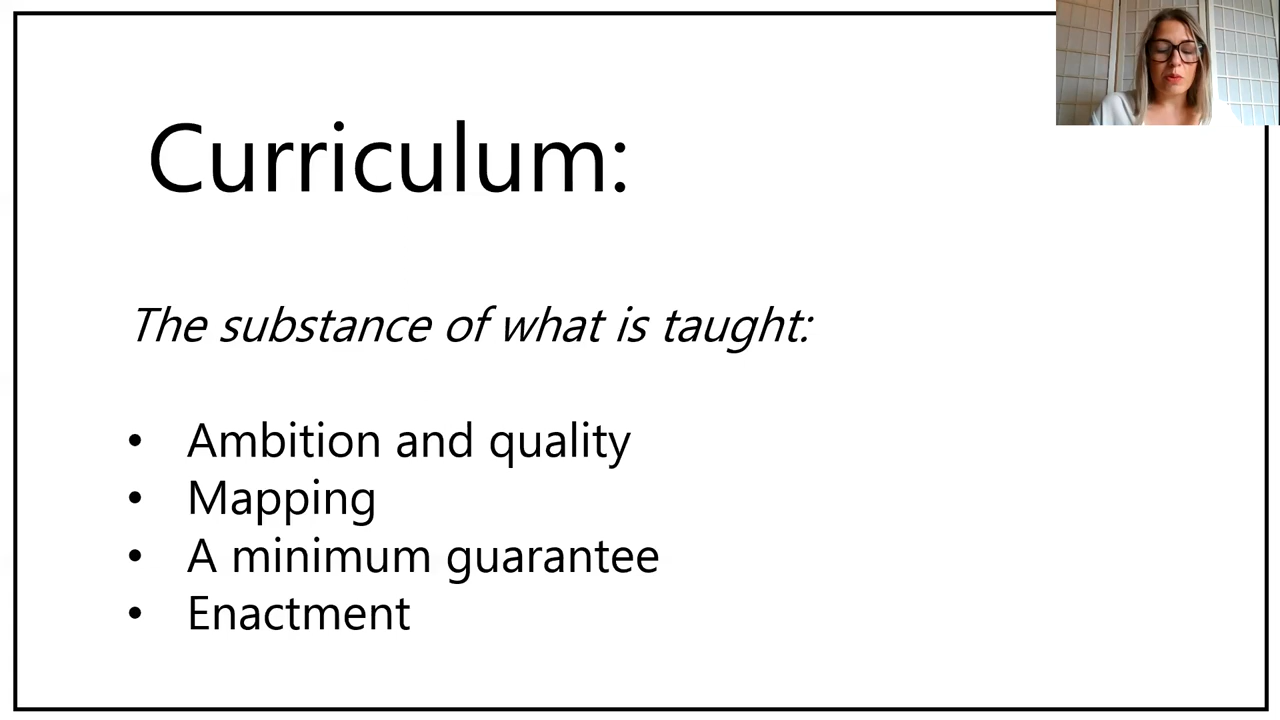 Curriculum:
The substance of what is taught:
• Ambition and quality
• Mapping
• A minimum guarantee
• Enactment